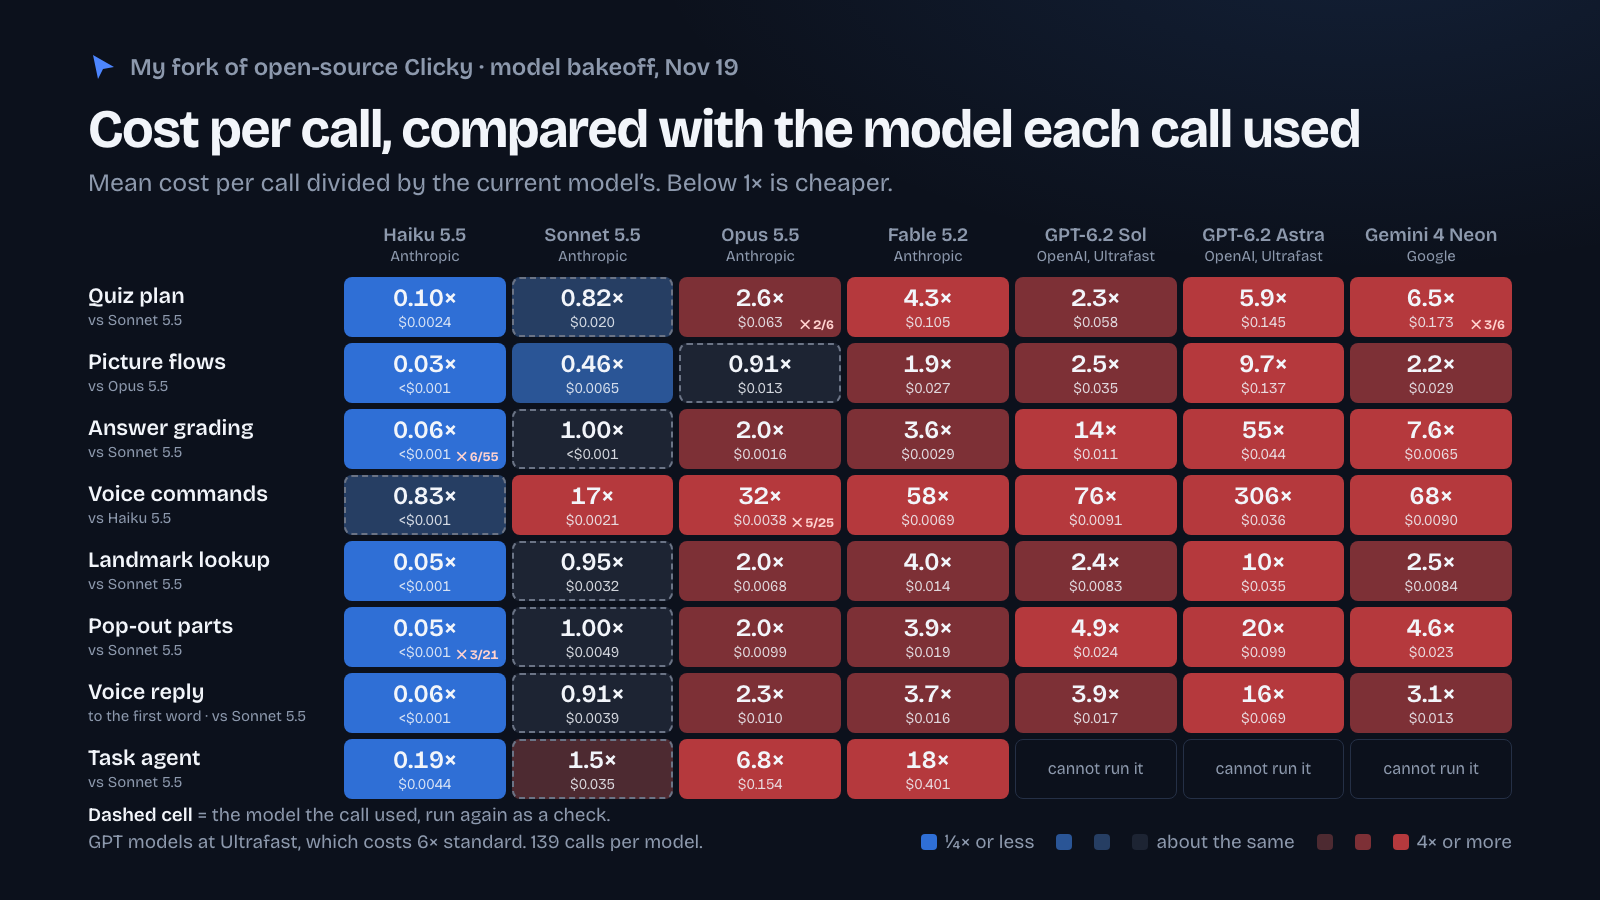 My fork of open-source Clicky · model bakeoff, Nov 19
Cost per call, compared with the model each call used
Mean cost per call divided by the current model's. Below 1× is cheaper.
Haiku 5.5 Sonnet 5.5 Opus 5.5 Fable 5.2 GPT-6.2 Sol GPT-6.2 Astra Gemini 4 Neon
Anthropic Anthropic Anthropic Anthropic OpenAI, Ultrafast OpenAI, Ultrafast Google
Quiz plan 0.10× 0.82× 2.6× 4.3× 2.3× 5.9× 6.5×
vs Sonnet 5.5 $0.0024 $0.020 $0.063 ×2/6 $0.105 $0.058 $0.145 $0.173 ×3/6
Picture flows 0.03× 0.46× 0.91× 1.9× 2.5× 9.7× 2.2×
vs Opus 5.5 <$0.001 $0.0065 $0.013 $0.027 $0.035 $0.137 $0.029
Answer grading 0.06× 1.00× 2.0× 3.6× 14× 55× 7.6×
vs Sonnet 5.5 <$0.001 ×6/55 <$0.001 $0.0016 $0.0029 $0.011 $0.044 $0.0065
Voice commands 0.83× 17× 32× 58× 76× 306× 68×
vs Haiku 5.5 <$0.001 $0.0021 $0.0038 ×5/25 $0.0069 $0.0091 $0.036 $0.0090
Landmark lookup 0.05× 0.95× 2.0× 4.0× 2.4× 10× 2.5×
vs Sonnet 5.5 <$0.001 $0.0032 $0.0068 $0.014 $0.0083 $0.035 $0.0084
Pop-out parts 0.05× 1.00× 2.0× 3.9× 4.9× 20× 4.6×
vs Sonnet 5.5 <$0.001 ×3/21 $0.0049 $0.0099 $0.019 $0.024 $0.099 $0.023
Voice reply 0.06× 0.91× 2.3× 3.7× 3.9× 16× 3.1×
to the first word · vs Sonnet 5.5 <$0.001 $0.0039 $0.010 $0.016 $0.017 $0.069 $0.013
Task agent 0.19× 1.5× 6.8× 18× cannot run it cannot run it cannot run it
vs Sonnet 5.5 $0.0044 $0.035 $0.154 $0.401
Dashed cell = the model the call used, run again as a check.
GPT models at Ultrafast, which costs 6× standard. 139 calls per model. ¼× or less about the same 4× or more